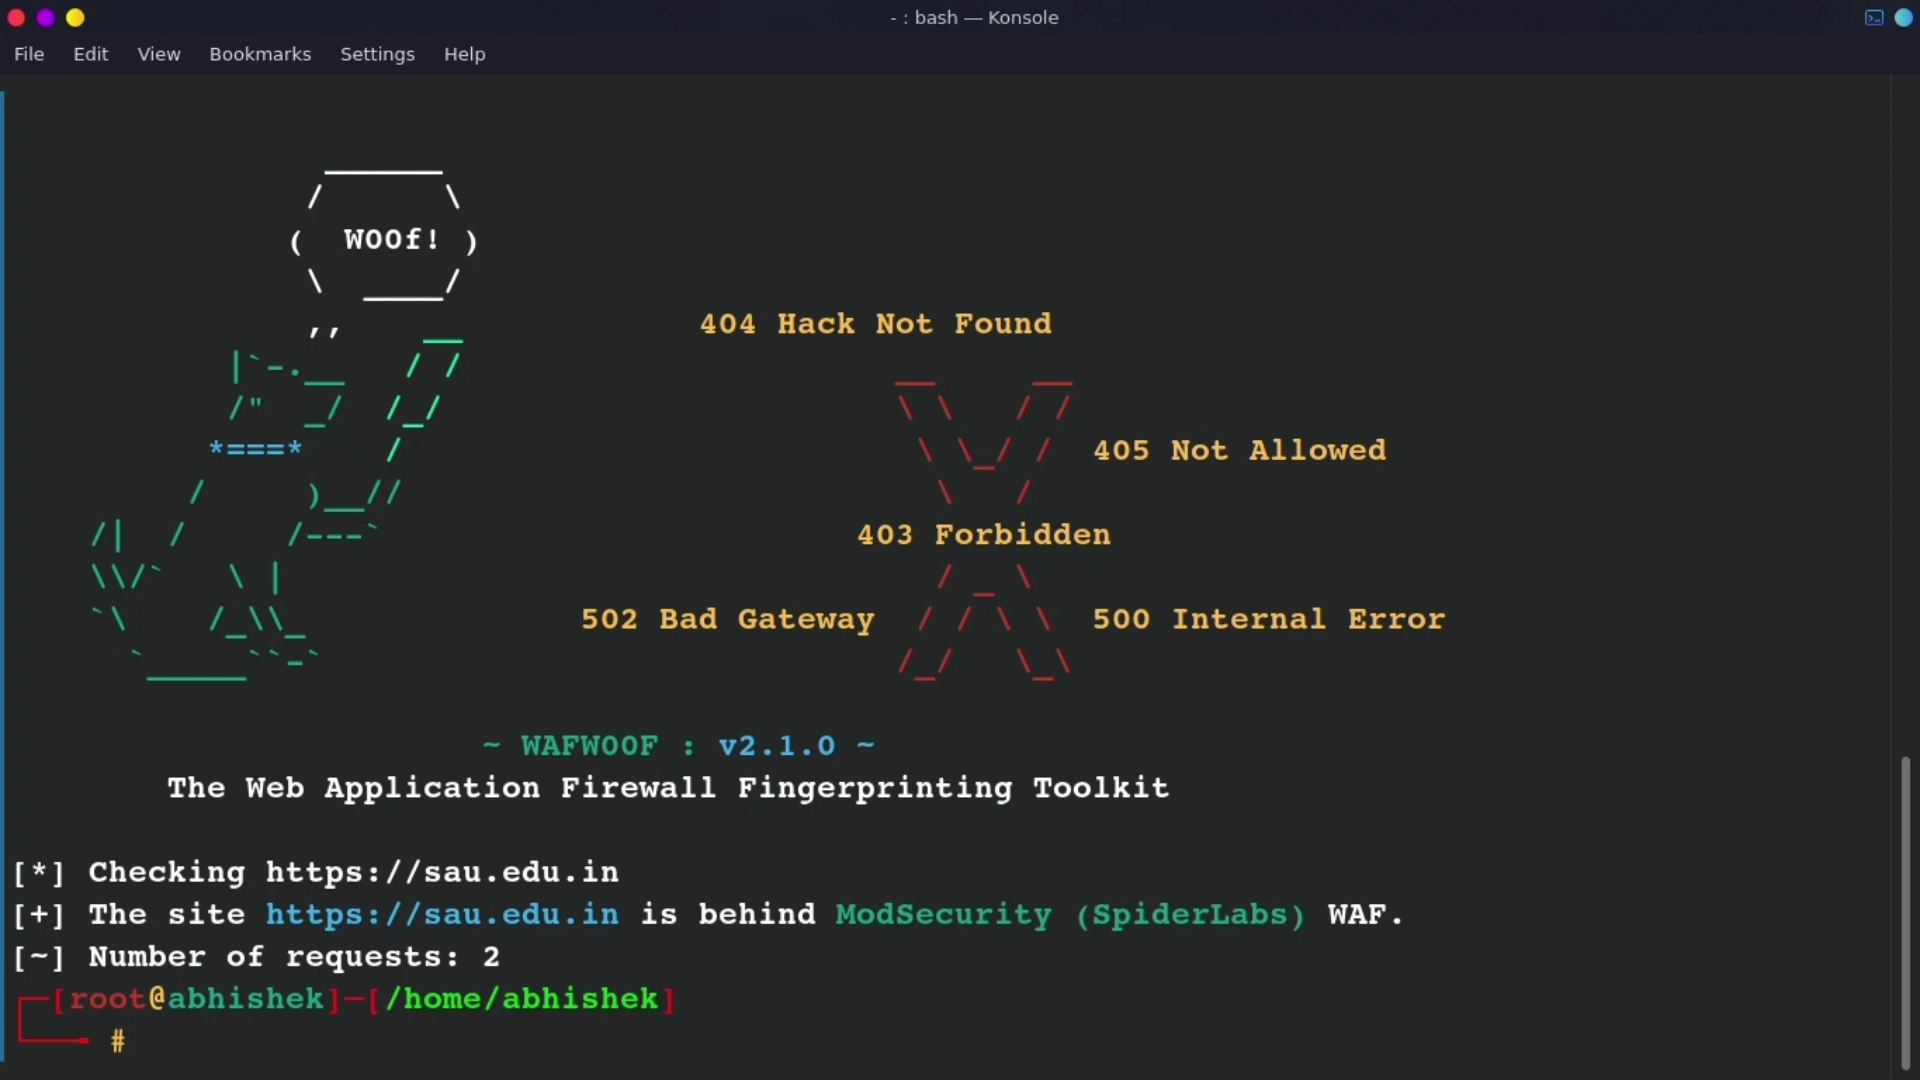 - : bash — Konsole
File Edit View Bookmarks Settings Help
WOOf!
404 Hack Not Found
405 Not Allowed
403 Forbidden
502 Bad Gateway 500 Internal Error
~ WAFW00F : v2.1.0 ~
The Web Application Firewall Fingerprinting Toolkit
[*] Checking https://sau.edu.in
[+] The site https://sau.edu.in is behind ModSecurity (SpiderLabs) WAF.
[~] Number of requests: 2
[root@abhishek]─[/home/abhishek]
#